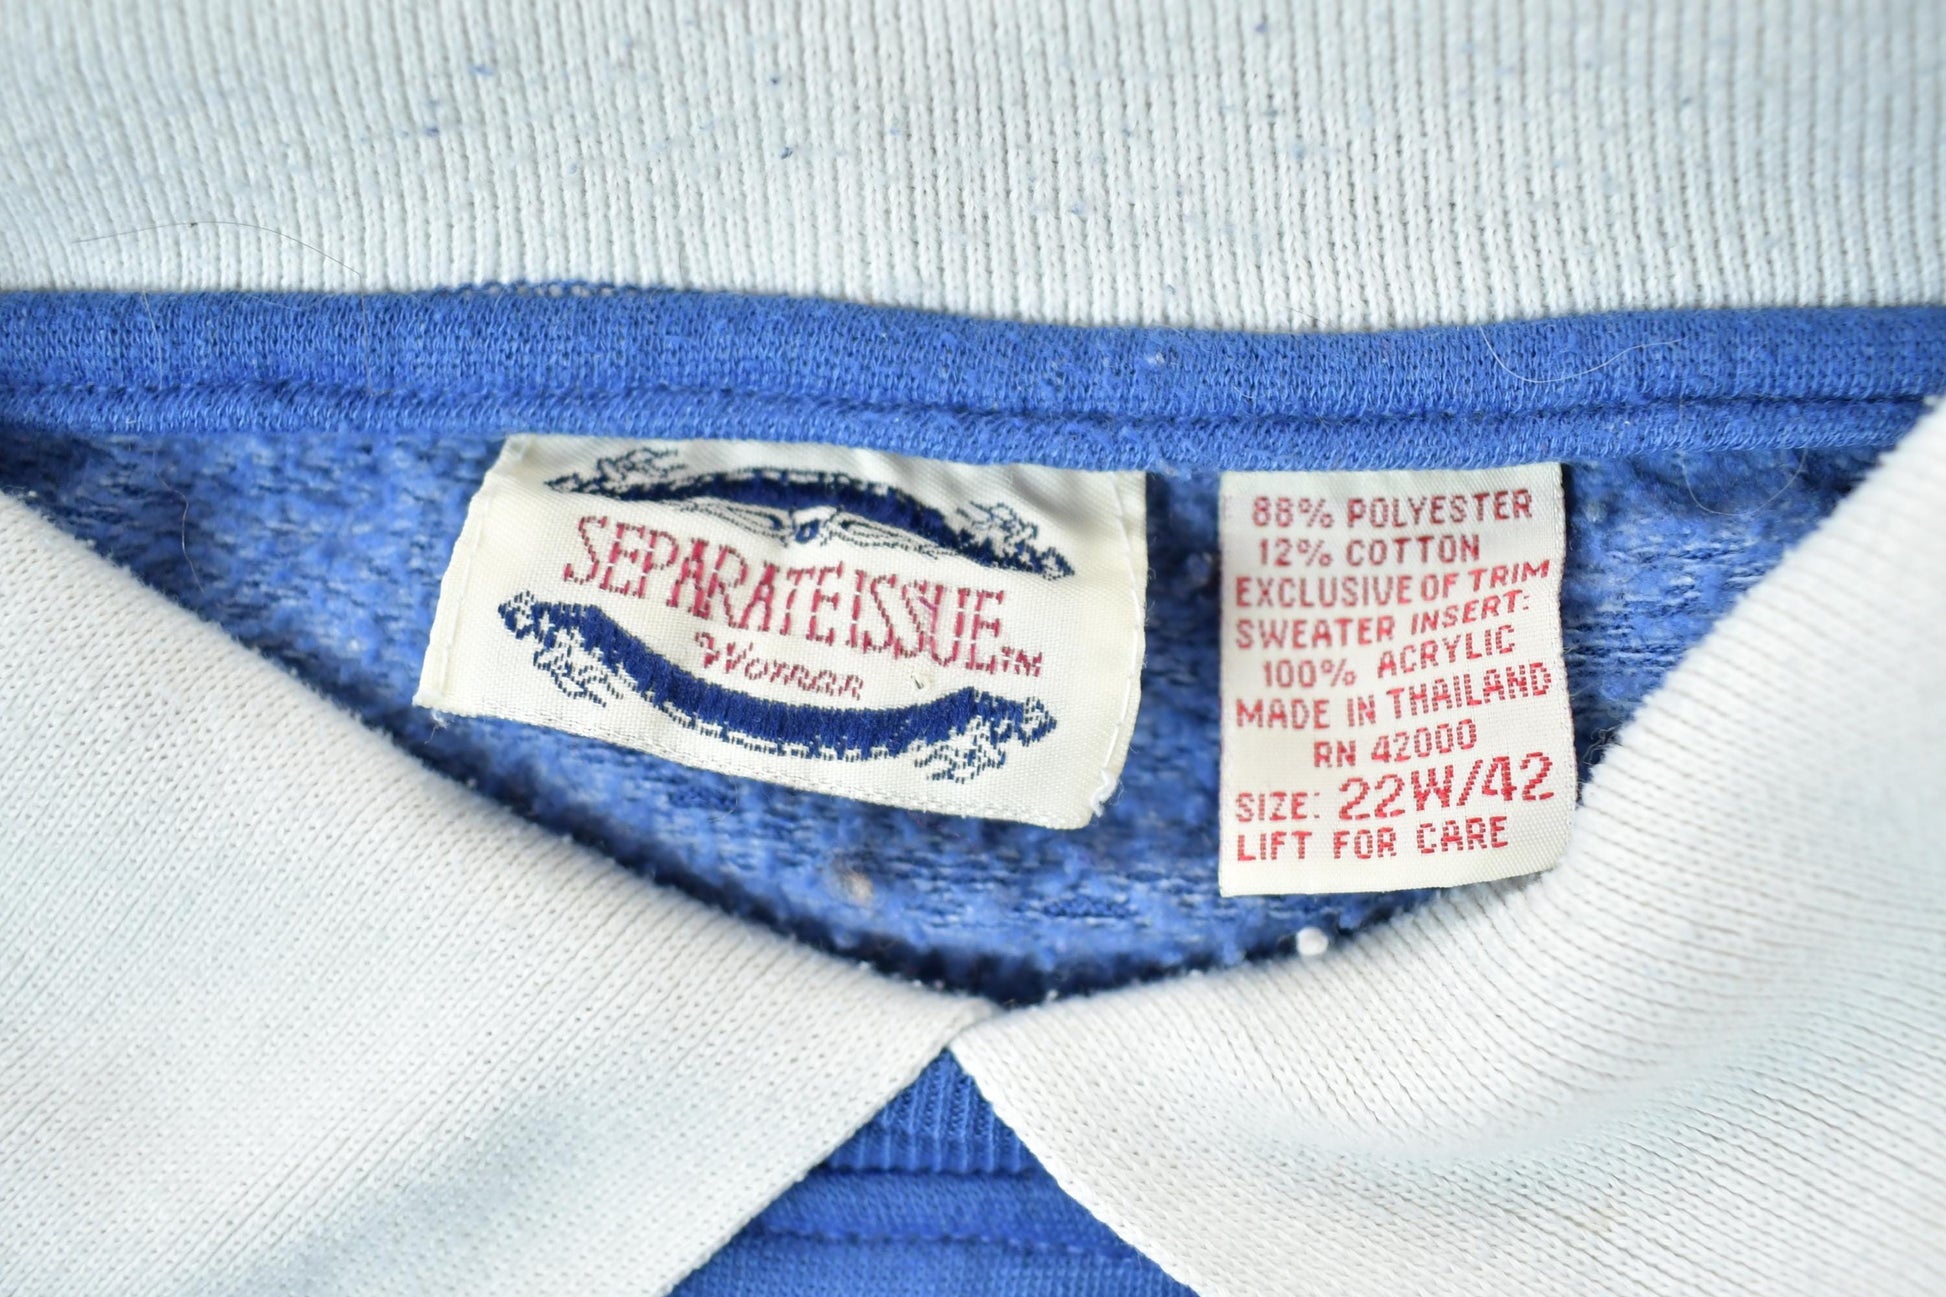 SEPARATE ISSUE TM
Woman
88% POLYESTER
12% COTTON
EXCLUSIVE OF TRIM
SWEATER INSERT:
100% ACRYLIC
MADE IN THAILAND
RN 42000
SIZE: 22W/42
LIFT FOR CARE